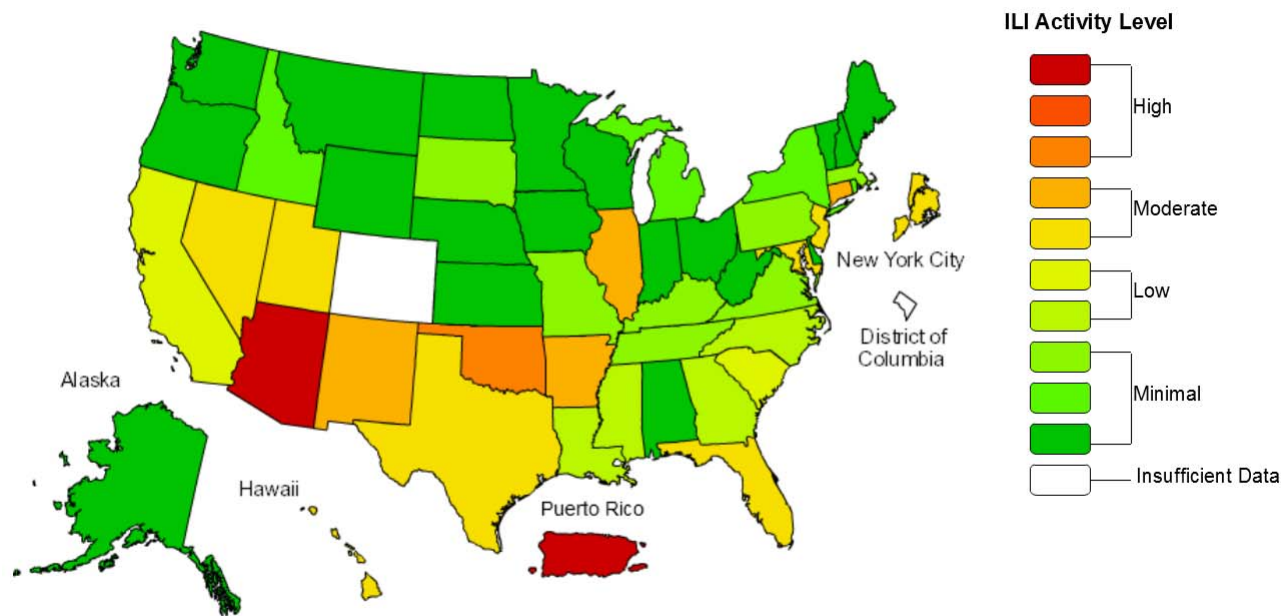 ILI Activity Level
High
Moderate
Low
Minimal
Insufficient Data
New York City
District of
Columbia
Alaska
Hawaii
Puerto Rico